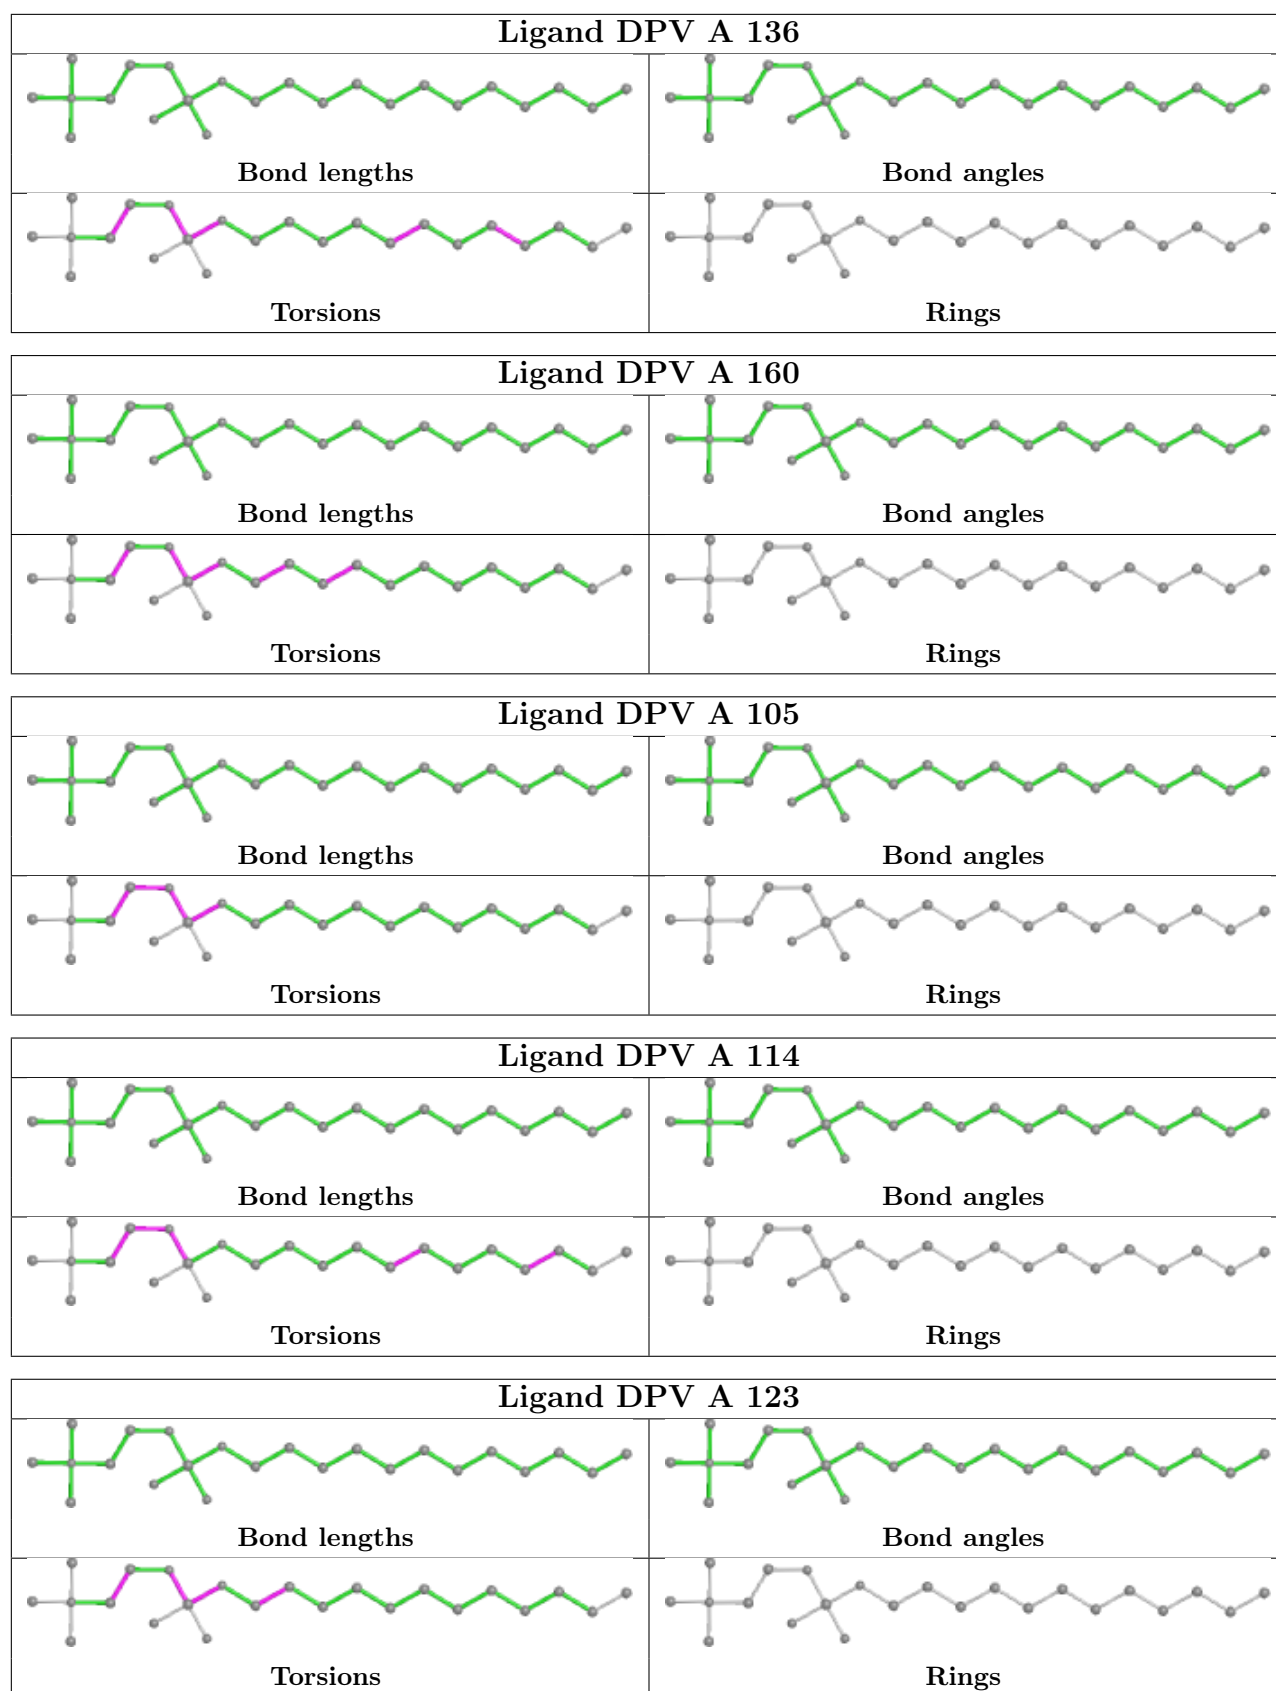 Ligand DPV A 136
Bond lengths
Bond angles
Torsions
Rings
Ligand DPV A 160
Bond lengths
Bond angles
Torsions
Rings
Ligand DPV A 105
Bond lengths
Bond angles
Torsions
Rings
Ligand DPV A 114
Bond lengths
Bond angles
Torsions
Rings
Ligand DPV A 123
Bond lengths
Bond angles
Torsions
Rings